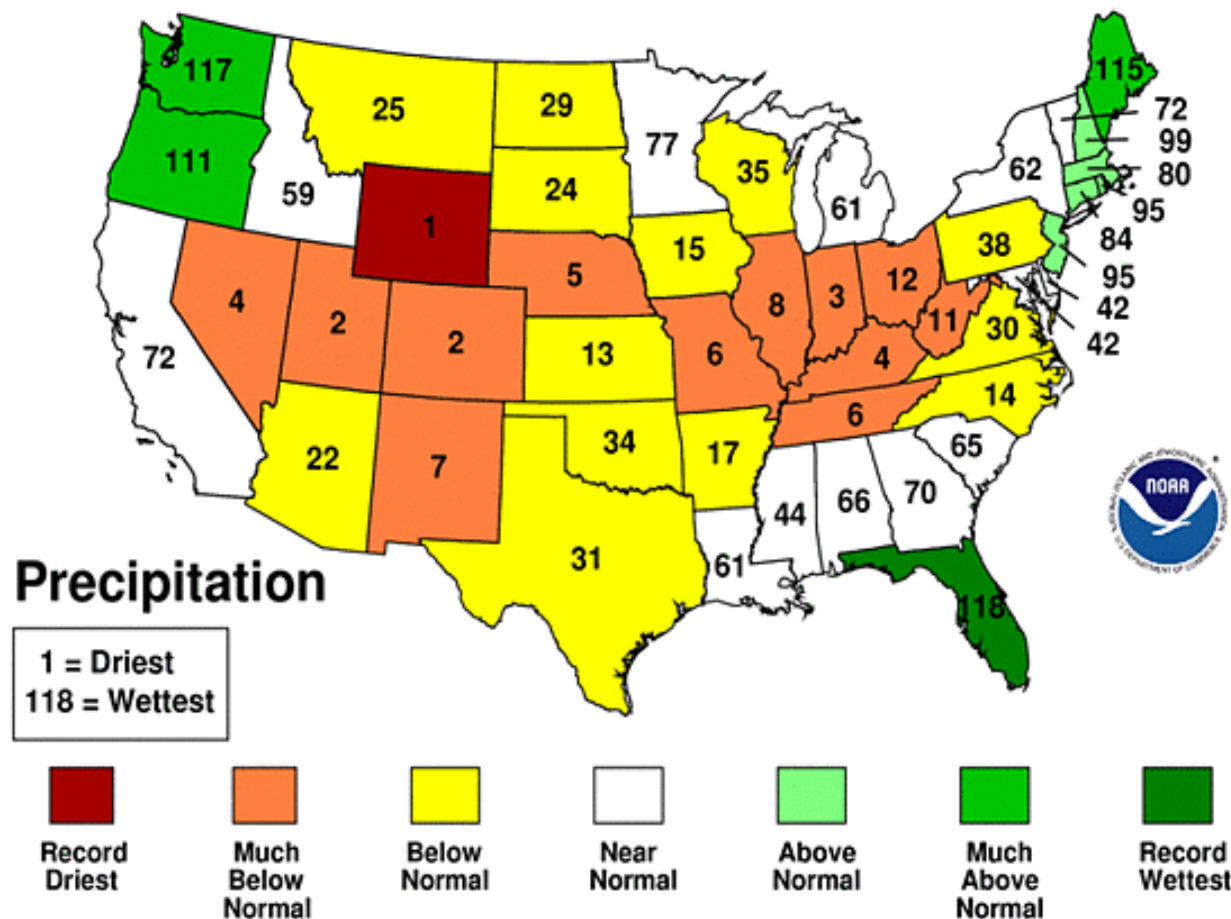 117
115
25
29
72
77
99
111
35
62
80
59
24
61
95
1
15
38
84
5
95
4
2
2
8
3
12
42
11
30
42
72
13
6
4
6
14
22
7
34
17
65
44
66
70
NOAA
31
61
118
Precipitation
1 = Driest
118 = Wettest
Record
Driest
Much
Below
Normal
Below
Normal
Near
Normal
Above
Normal
Much
Above
Normal
Record
Wettest